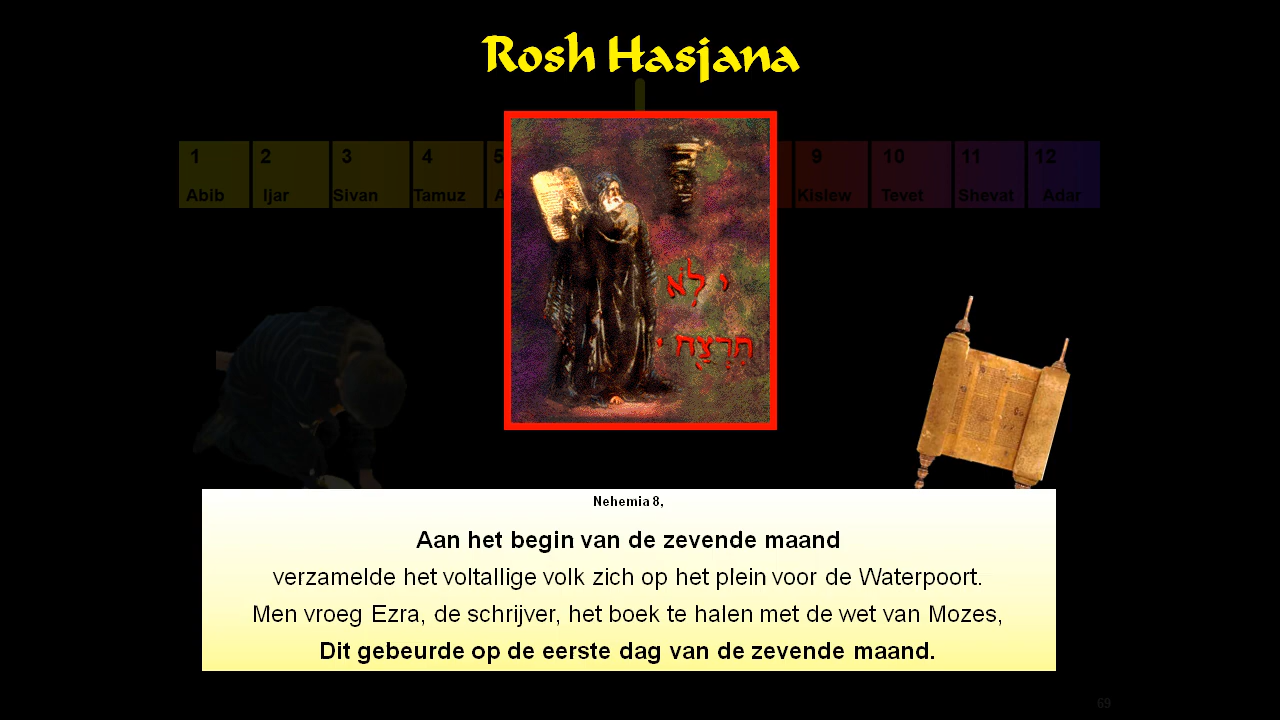 Rosh Hasjana
1 2 3 4 5 9 10 11 12
Abib Ijar Sivan Tamuz A Kislew Tevet Shevat Adar
י לֹא
תִּרְצָח י
Nehemia 8,
Aan het begin van de zevende maand
verzamelde het voltallige volk zich op het plein voor de Waterpoort.
Men vroeg Ezra, de schrijver, het boek te halen met de wet van Mozes,
Dit gebeurde op de eerste dag van de zevende maand.
69